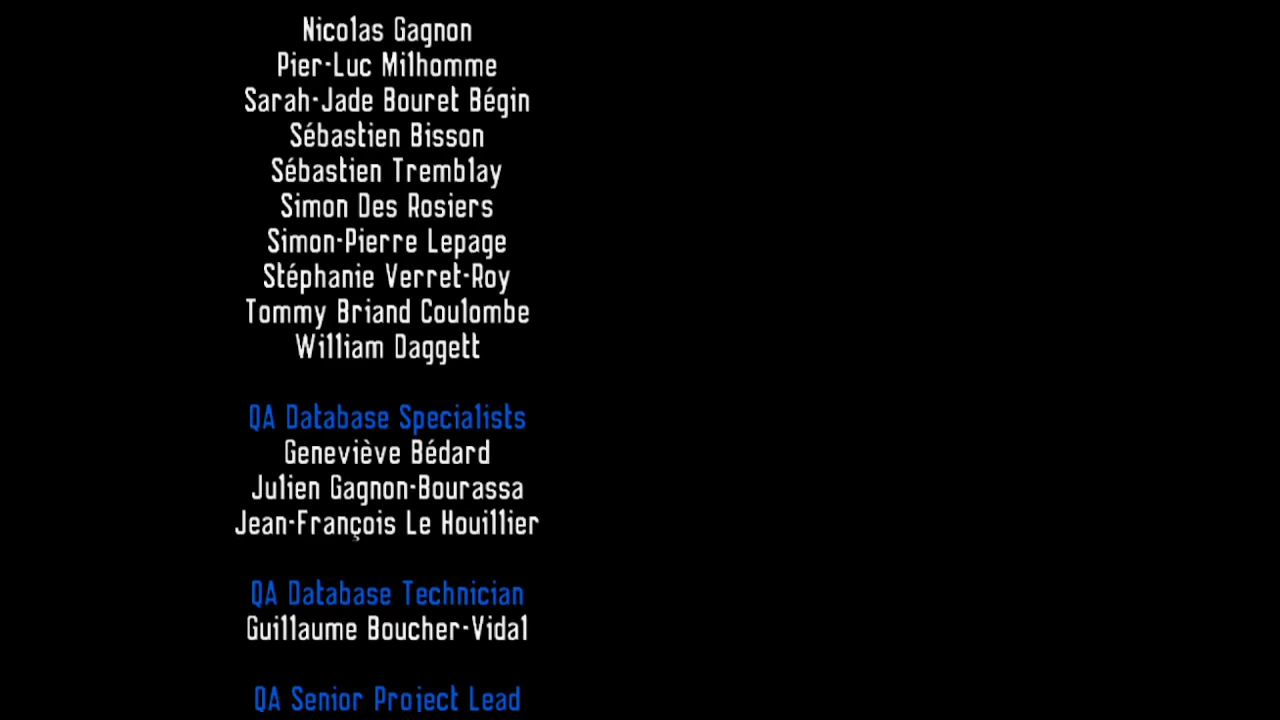 Nicolas Gagnon
Pier-Luc Milhomme
Sarah-Jade Bouret Bégin
Sébastien Bisson
Sébastien Tremblay
Simon Des Rosiers
Simon-Pierre Lepage
Stéphanie Verret-Roy
Tommy Briand Coulombe
William Daggett
QA Database Specialists
Geneviève Bédard
Julien Gagnon-Bourassa
Jean-François Le Houillier
QA Database Technician
Guillaume Boucher-Vidal
QA Senior Project Lead